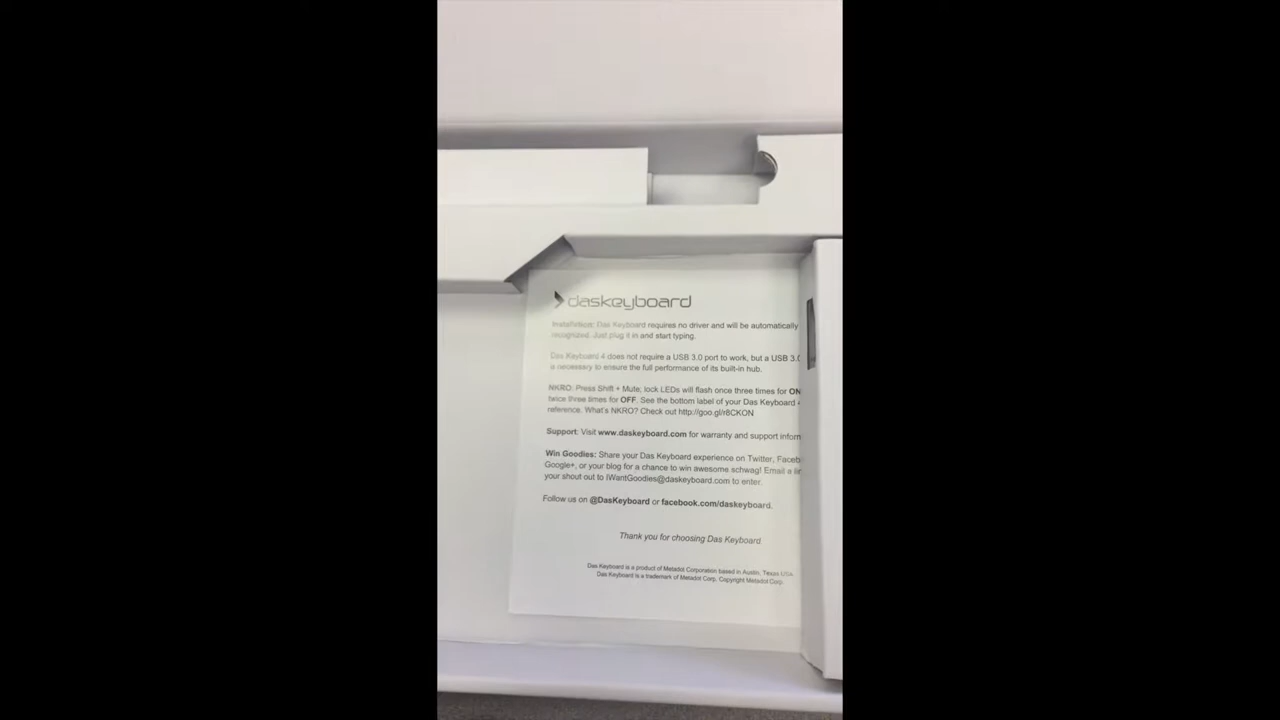 daskeyboard
Installation: Das Keyboard requires no driver and will be automatically
recognized. Just plug it in and start typing.
Das Keyboard 4 does not require a USB 3.0 port to work, but a USB 3.0
is necessary to ensure the full performance of its built-in hub.
NKRO: Press Shift + Mute, lock LEDs will flash once three times for ON
twice three times for OFF. See the bottom label of your Das Keyboard 4
reference. What's NKRO? Check out http://goo.gl/r8CKON
Support: Visit www.daskeyboard.com for warranty and support inform
Win Goodies: Share your Das Keyboard experience on Twitter, Faceb
Google+, or your blog for a chance to win awesome schwag! Email a lin
your shout out to IWantGoodies@daskeyboard.com to enter.
Follow us on @DasKeyboard or facebook.com/daskeyboard.
Thank you for choosing Das Keyboard
Das Keyboard is a product of Metadot Corporation based in Austin, Texas USA.
Das Keyboard is a trademark of Metadot Corp, Copyright Metadot Corp.